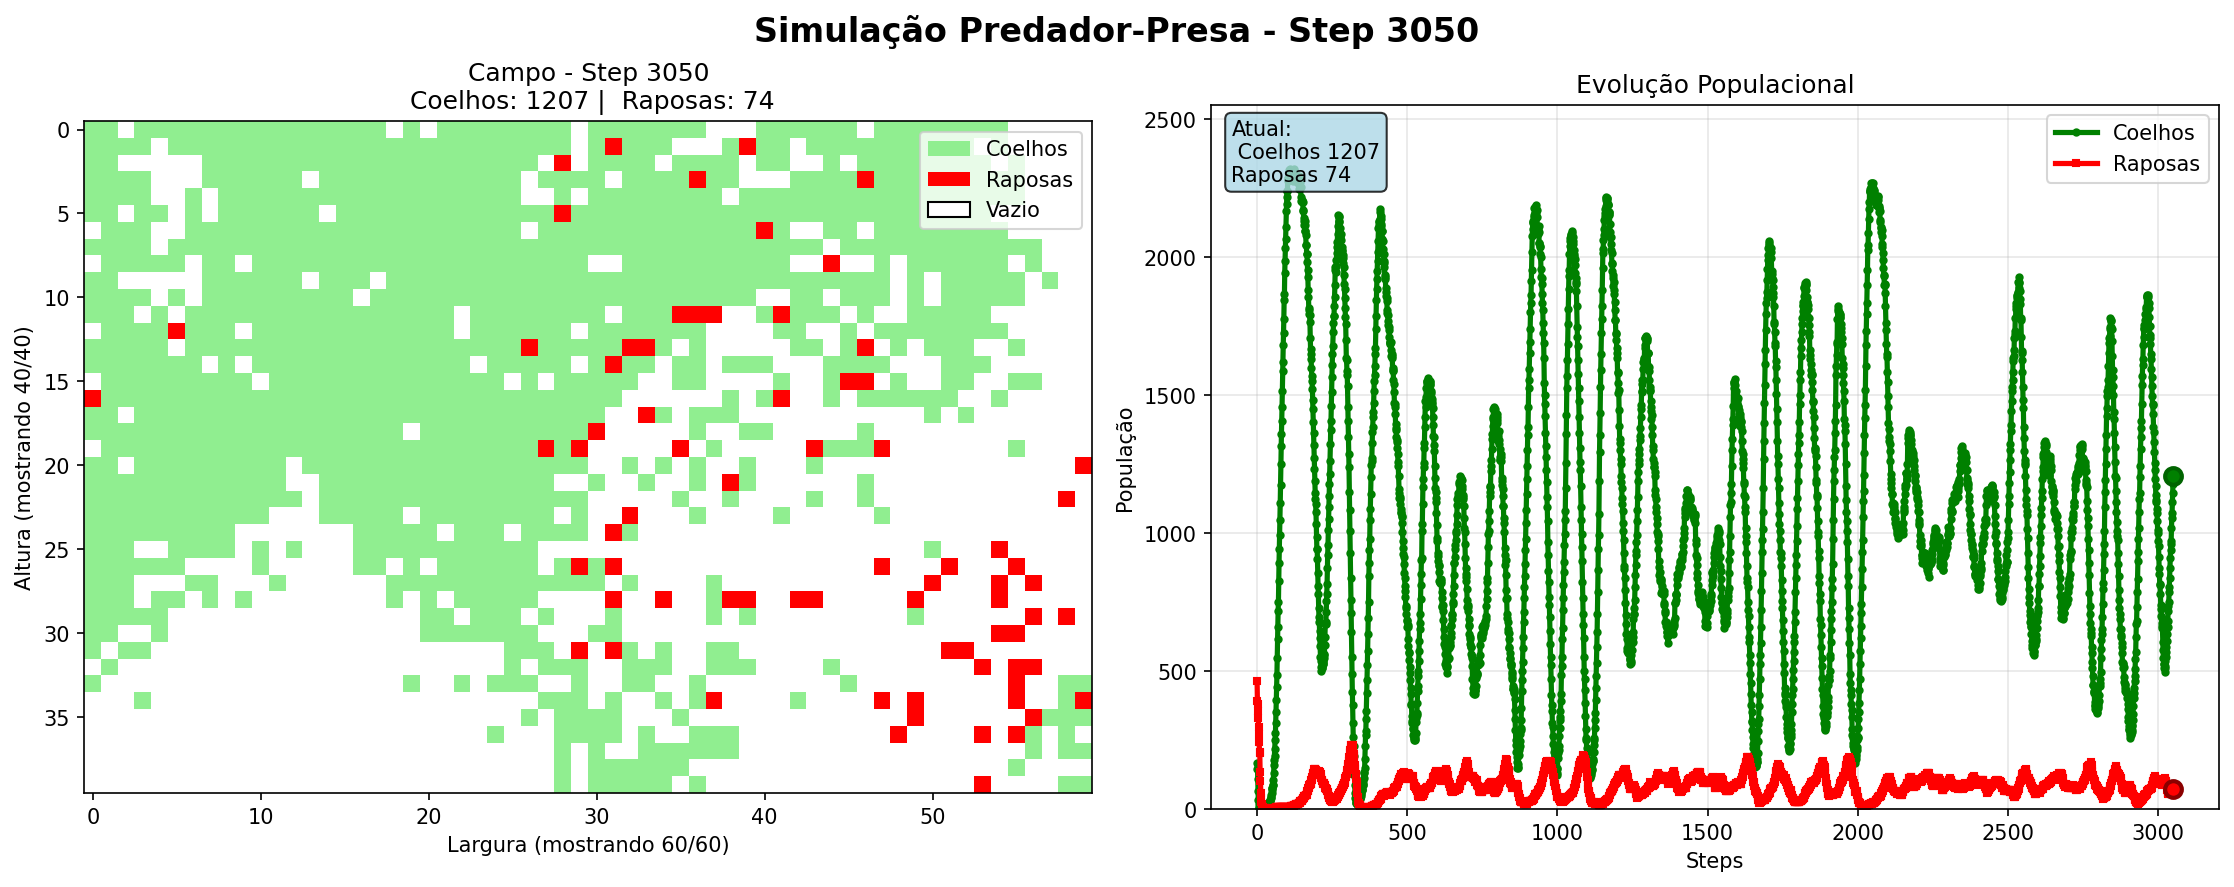 Simulação Predador-Presa - Step 3050
Campo - Step 3050
Coelhos: 1207 |  Raposas: 74
Coelhos
Raposas
Vazio
0
5
10
15
20
25
30
35
Altura (mostrando 40/40)
0
10
20
30
40
50
Largura (mostrando 60/60)
Evolução Populacional
Atual:
Coelhos 1207
Raposas 74
Coelhos
Raposas
2500
2000
1500
1000
500
0
População
0
500
1000
1500
2000
2500
3000
Steps